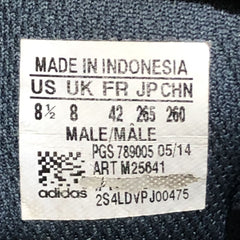 MADE IN INDONESIA
US UK FR JP CHN
8½ 8 42 265 260
MALE/MÂLE
PGS 789005 05/14
ART M25641
adidas
2S4LDVPJ00475